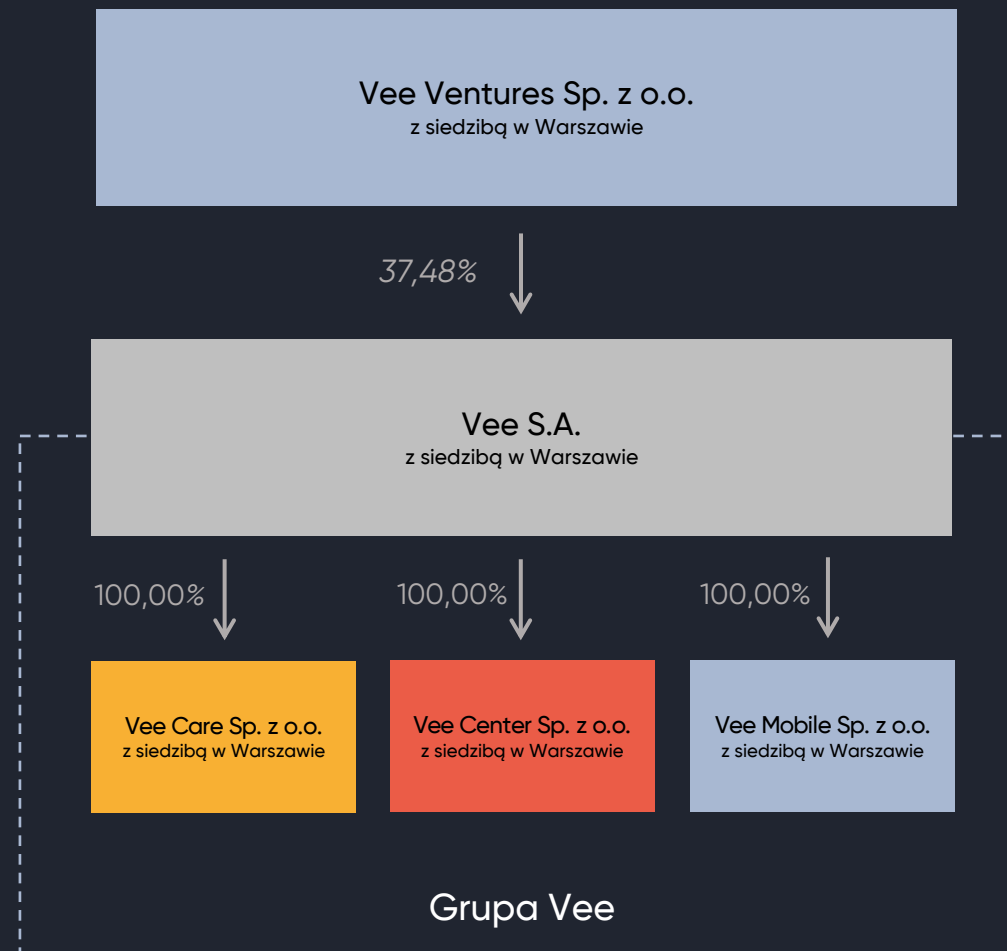 Vee Ventures Sp. z o.o.
z siedzibą w Warszawie
37,48%
Vee S.A.
z siedzibą w Warszawie
100,00%
100,00%
100,00%
Vee Care Sp. z o.o.
z siedzibą w Warszawie
Vee Center Sp. z o.o.
z siedzibą w Warszawie
Vee Mobile Sp. z o.o.
z siedzibą w Warszawie
Grupa Vee